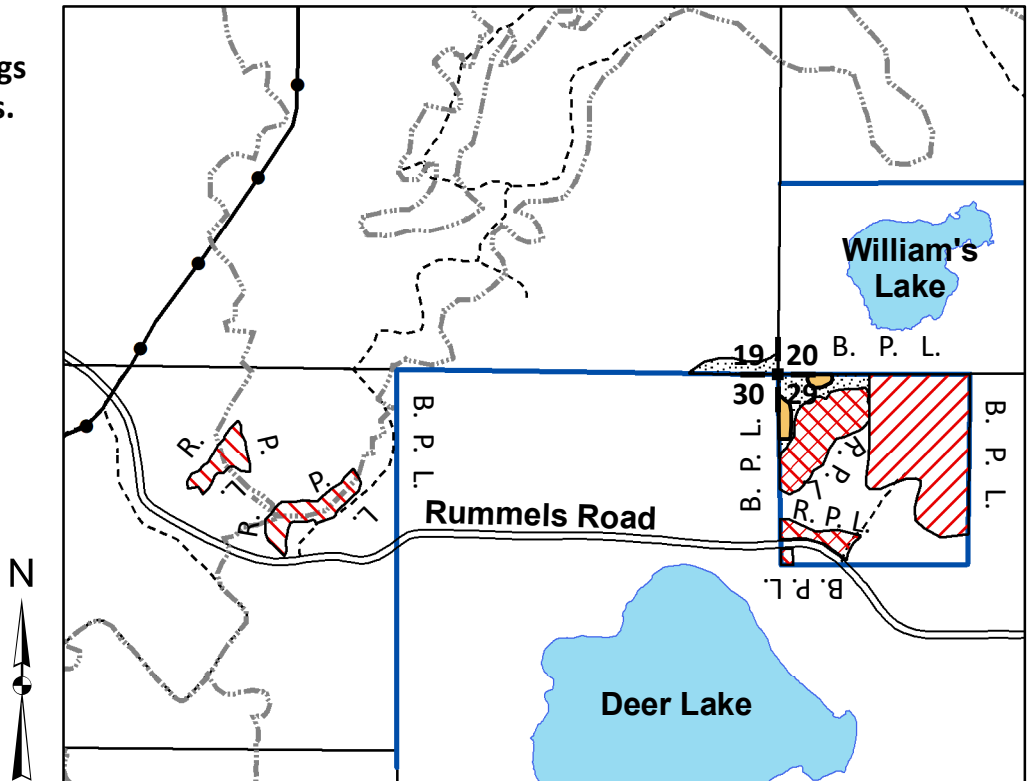 gs
s.
William's
Lake
19 20
B. P. L.
30 29
B. P. L.
B. P. L.
B. P. L.
R. P. L.
R. P. L.
R. P. L.
R. P. L.
Rummels Road
B. P. L.
N
Deer Lake